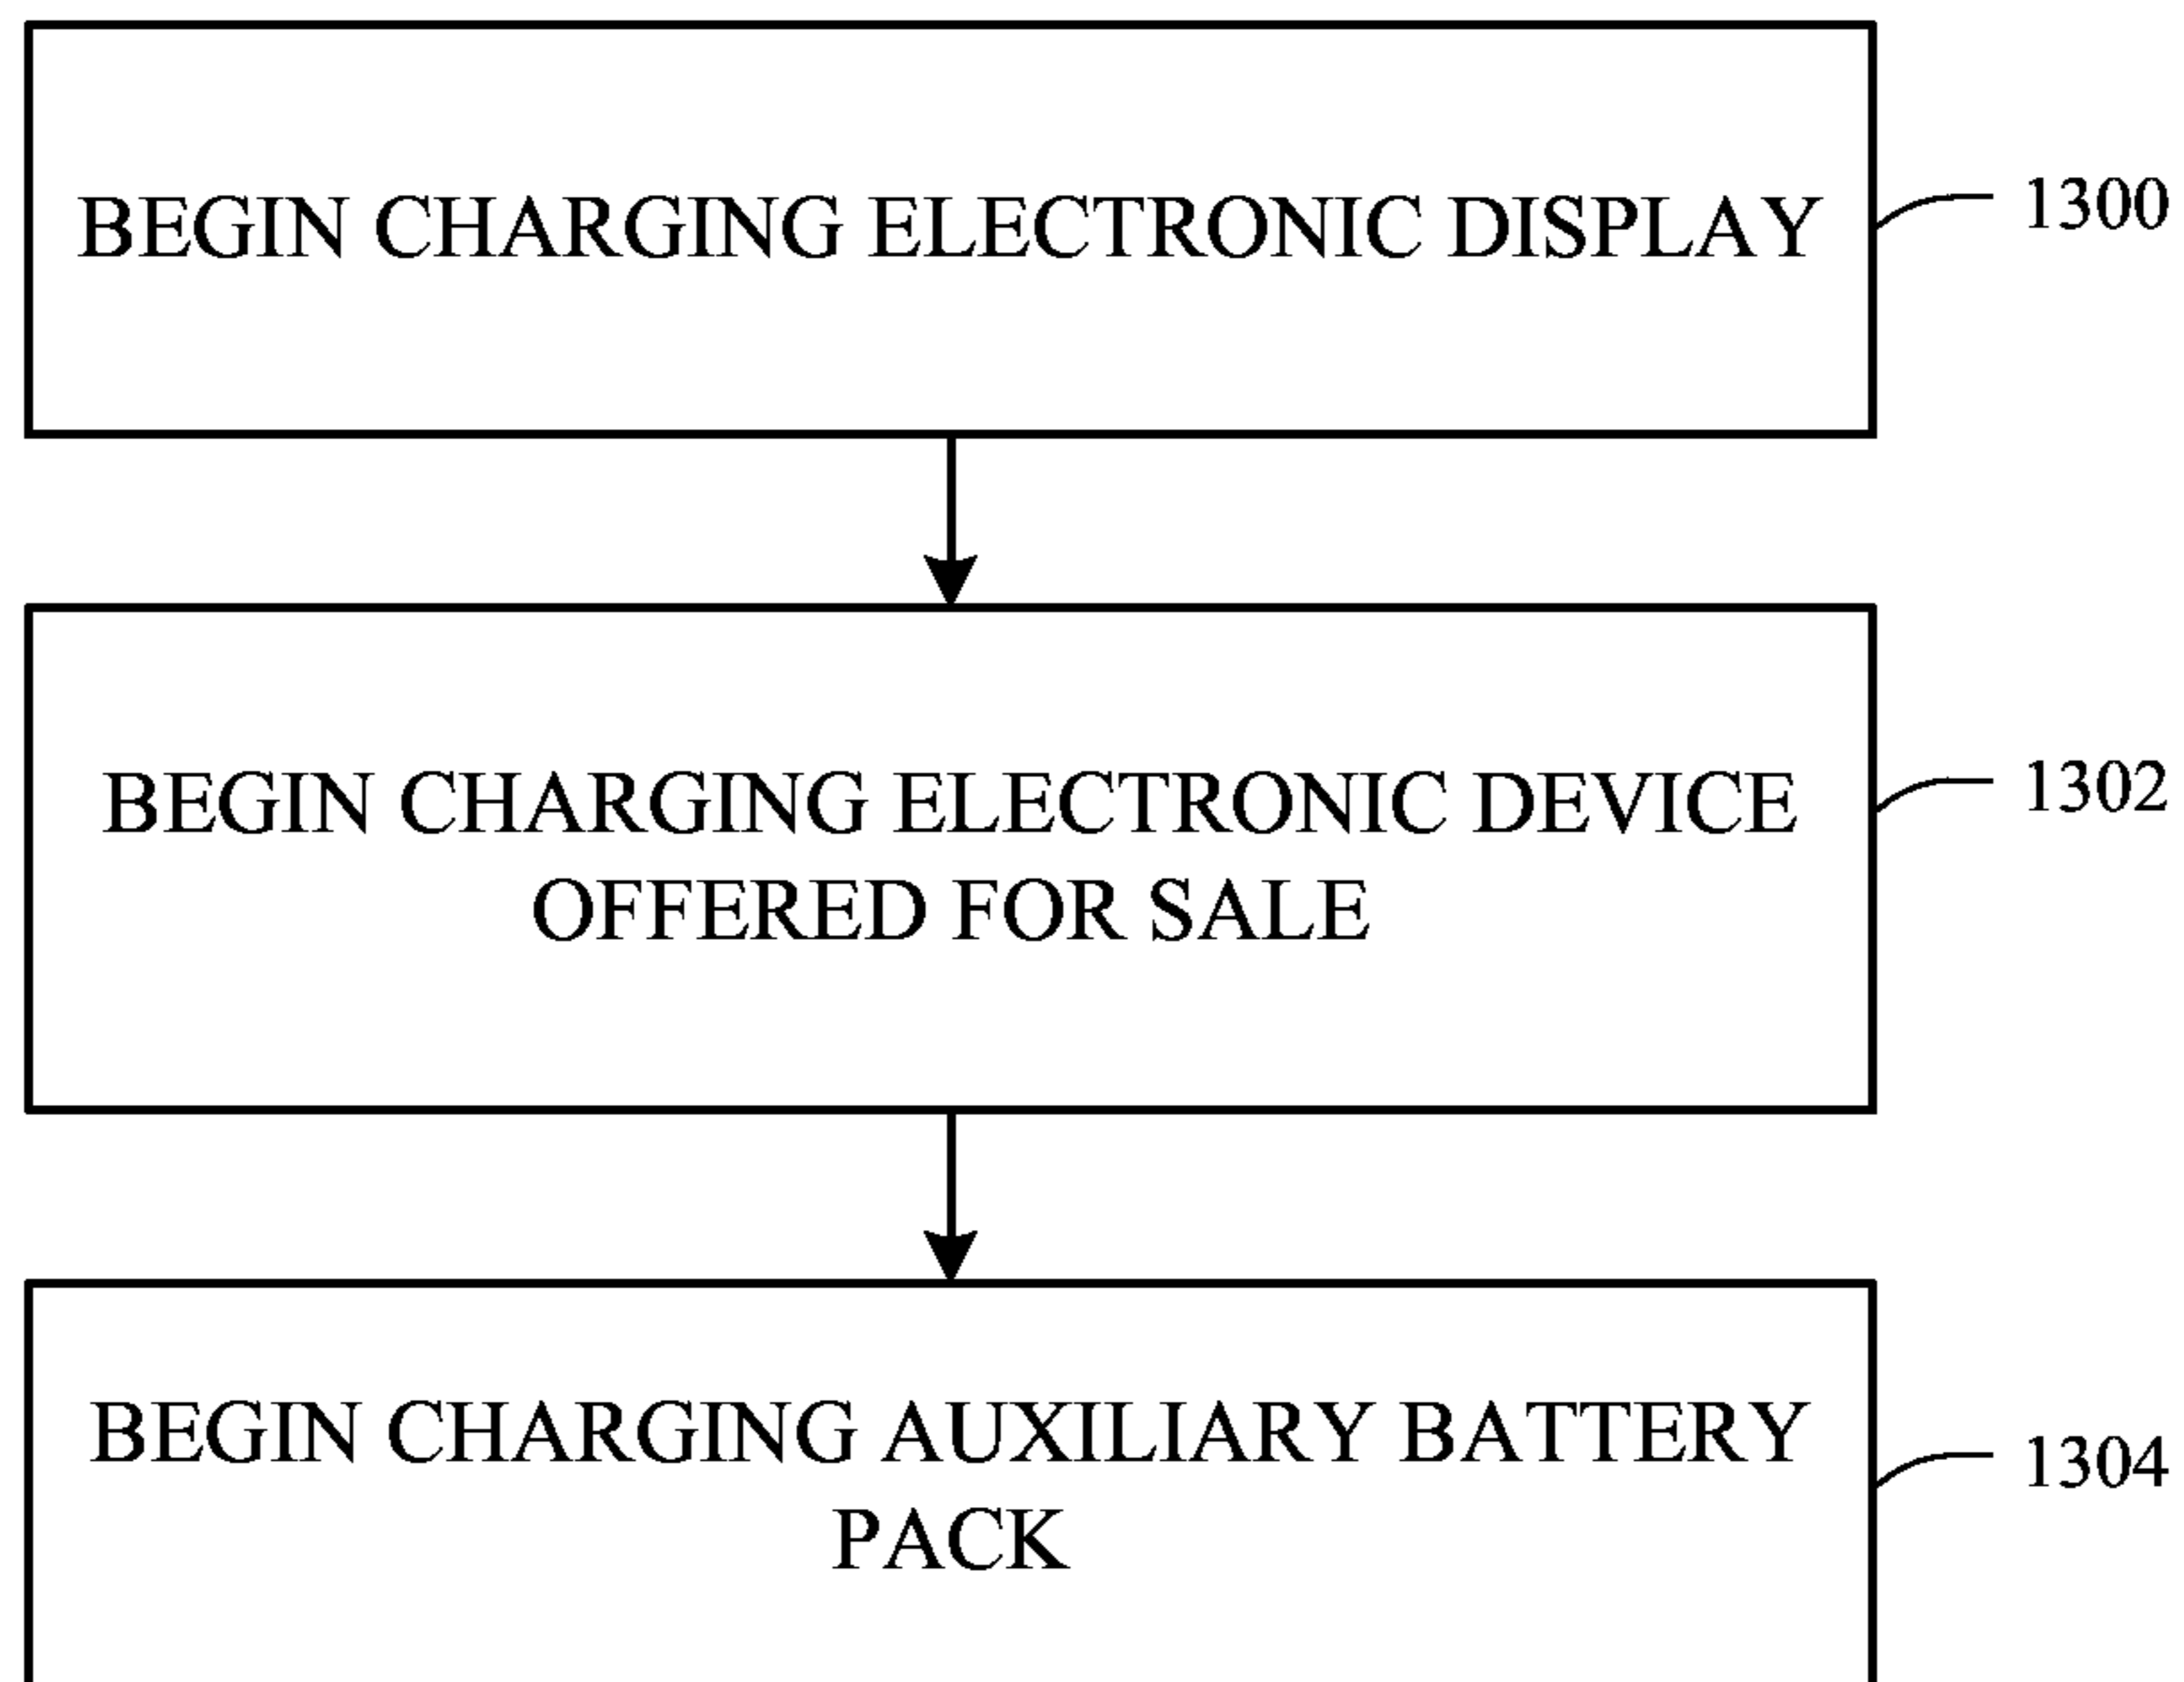 BEGIN CHARGING ELECTRONIC DISPLAY
1300
BEGIN CHARGING ELECTRONIC DEVICE
OFFERED FOR SALE
1302
BEGIN CHARGING AUXILIARY BATTERY
PACK
1304